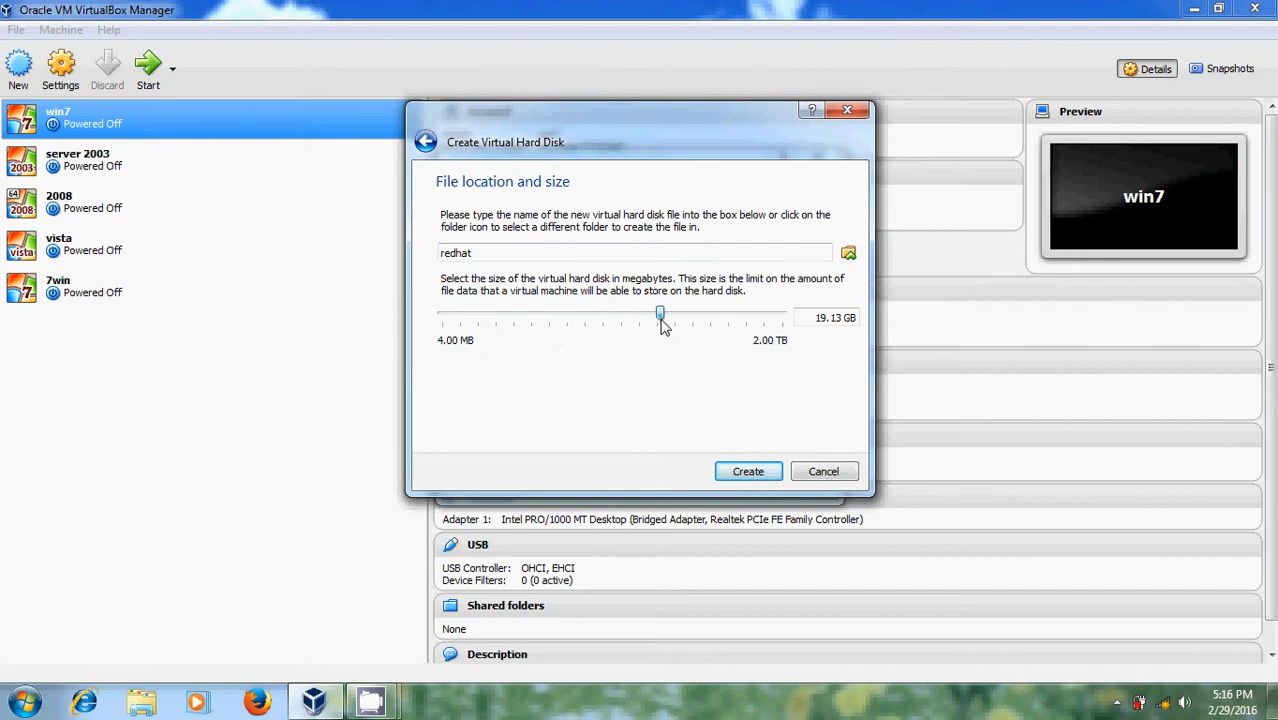 Oracle VM VirtualBox Manager
File Machine Help
New Settings Discard Start
Details Snapshots
win7
Powered Off
server 2003
Powered Off
2008
Powered Off
vista
Powered Off
7win
Powered Off
7
2003
64
2008
vista
7
Create Virtual Hard Disk
File location and size
Please type the name of the new virtual hard disk file into the box below or click on the
folder icon to select a different folder to create the file in.
redhat
Select the size of the virtual hard disk in megabytes. This size is the limit on the amount of
file data that a virtual machine will be able to store on the hard disk.
19.13 GB
4.00 MB 2.00 TB
Create Cancel
Preview
win7
Adapter 1: Intel PRO/1000 MT Desktop (Bridged Adapter, Realtek PCIe FE Family Controller)
USB
USB Controller: OHCI, EHCI
Device Filters: 0 (0 active)
Shared folders
None
Description
5:16 PM
2/29/2016